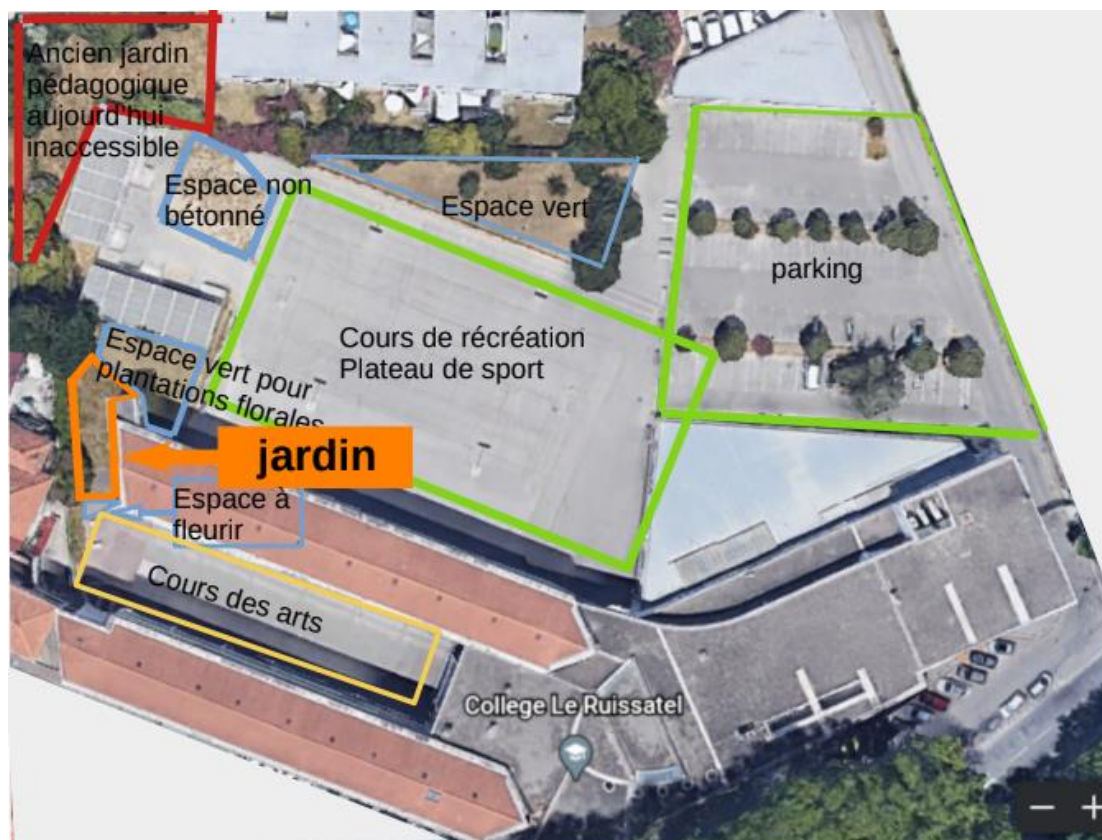 Ancien jardin
pédagogique
aujourd'hui
inaccessible
Espace non
bétonné
Espace vert
parking
Cours de récréation
Plateau de sport
Espace vert pour
plantations florales
jardin
Espace à
fleurir
Cours des arts
College Le Ruissatel
− +